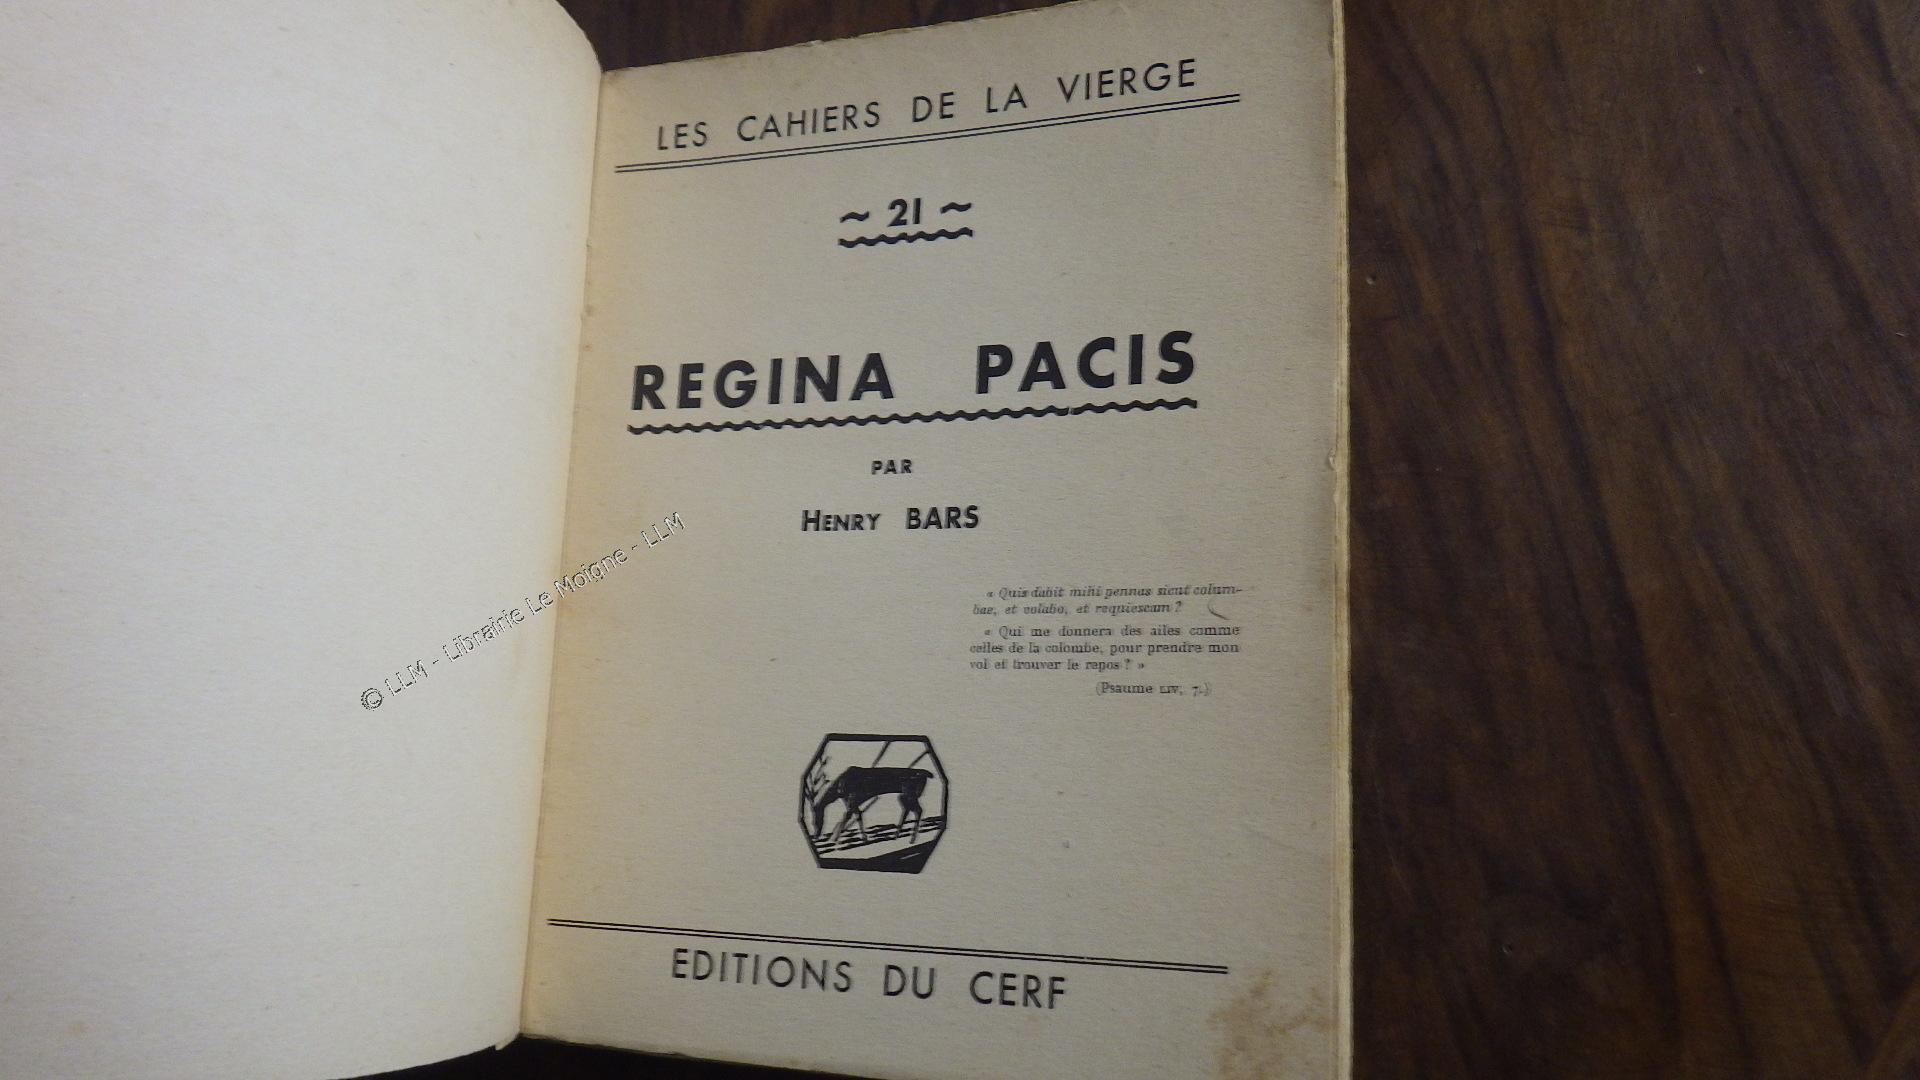 LES CAHIERS DE LA VIERGE
~ 21 ~
REGINA PACIS
PAR
HENRY BARS
« Quis dabit mihi pennas sicut colum-
bae, et volabo, et requiescam ?
« Qui me donnera des ailes comme
celles de la colombe, pour prendre mon
vol et trouver le repos ? »
(Psaume LIV, 7.)
EDITIONS DU CERF
© LLM - Librairie Le Moigne - LLM